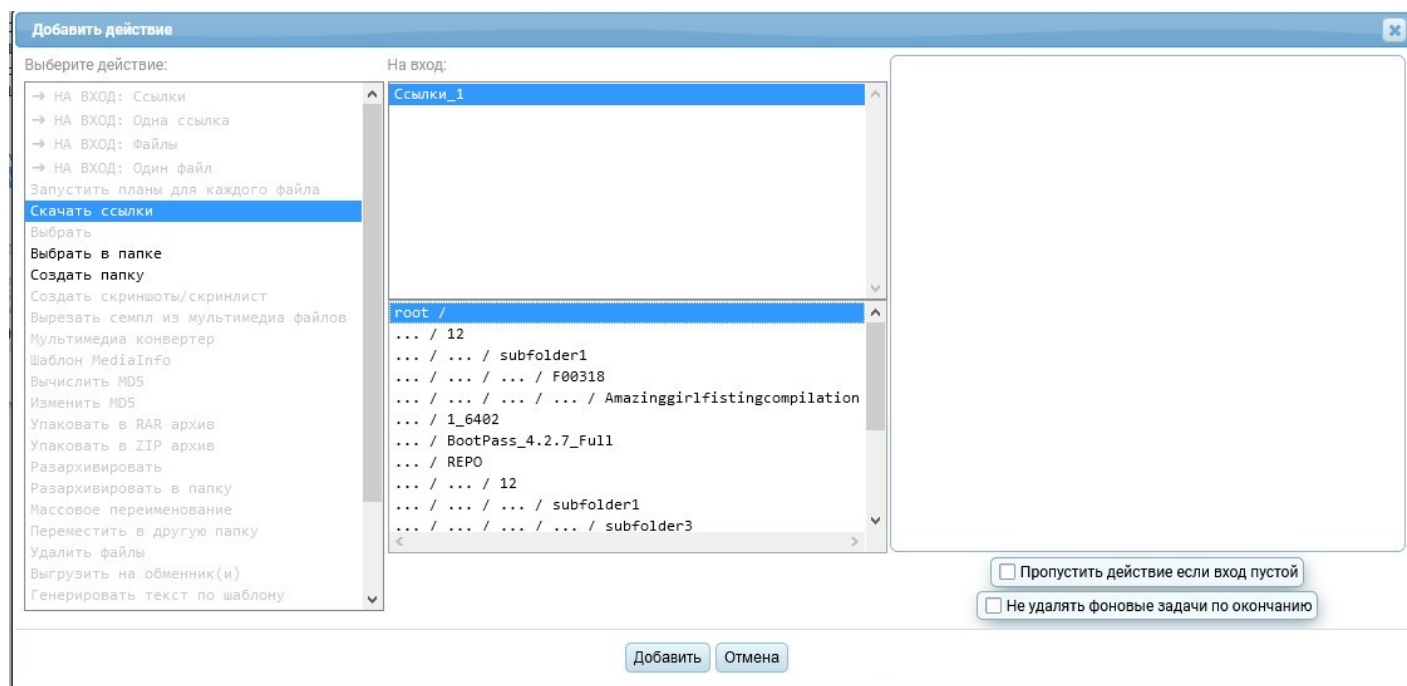 Добавить действие
Выберите действие:
→ НА ВХОД: Ссылки
→ НА ВХОД: Одна ссылка
→ НА ВХОД: Файлы
→ НА ВХОД: Один файл
Запустить планы для каждого файла
Скачать ссылки
Выбрать
Выбрать в папке
Создать папку
Создать скриншоты/скринлист
Вырезать семпл из мультимедиа файлов
Мультимедиа конвертер
Шаблон MediaInfo
Вычислить MD5
Изменить MD5
Упаковать в RAR архив
Упаковать в ZIP архив
Разархивировать
Разархивировать в папку
Массовое переименование
Переместить в другую папку
Удалить файлы
Выгрузить на обменник(и)
Генерировать текст по шаблону
На вход:
Ссылки_1
root /
... / 12
... / ... / subfolder1
... / ... / ... / F00318
... / ... / ... / ... / Amazinggirlfistingcompilation
... / 1_6402
... / BootPass_4.2.7_Full
... / REPO
... / ... / 12
... / ... / ... / subfolder1
... / ... / ... / ... / subfolder3
Пропустить действие если вход пустой
Не удалять фоновые задачи по окончанию
Добавить
Отмена